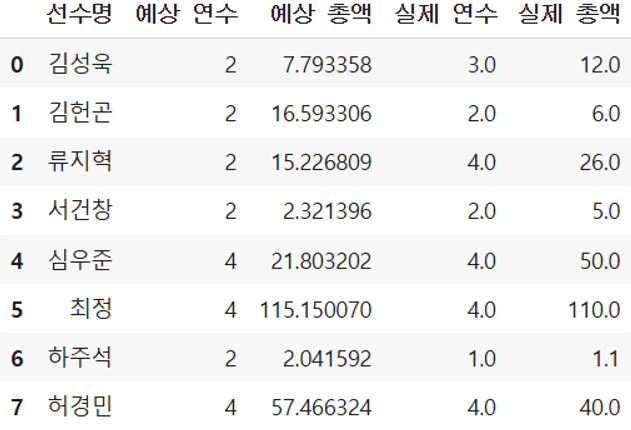 선수명 예상 연수 예상 총액 실제 연수 실제 총액
0 김성욱 2 7.793358 3.0 12.0
1 김헌곤 2 16.593306 2.0 6.0
2 류지혁 2 15.226809 4.0 26.0
3 서건창 2 2.321396 2.0 5.0
4 심우준 4 21.803202 4.0 50.0
5 최정 4 115.150070 4.0 110.0
6 하주석 2 2.041592 1.0 1.1
7 허경민 4 57.466324 4.0 40.0